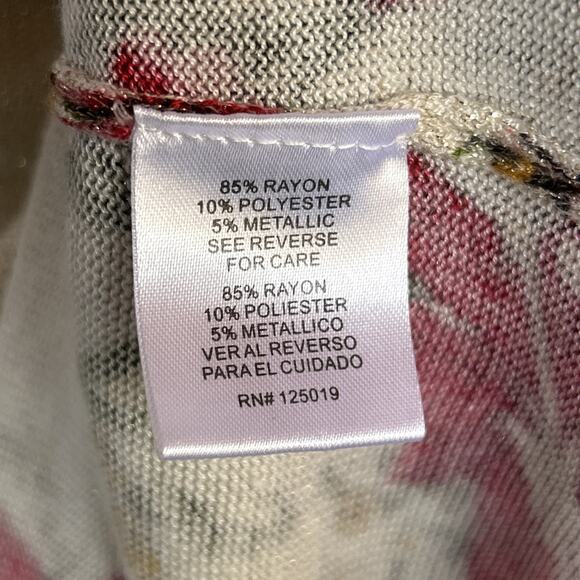 85% RAYON
10% POLYESTER
5% METALLIC
SEE REVERSE
FOR CARE
85% RAYON
10% POLIESTER
5% METALLICO
VER AL REVERSO
PARA EL CUIDADO
RN# 125019